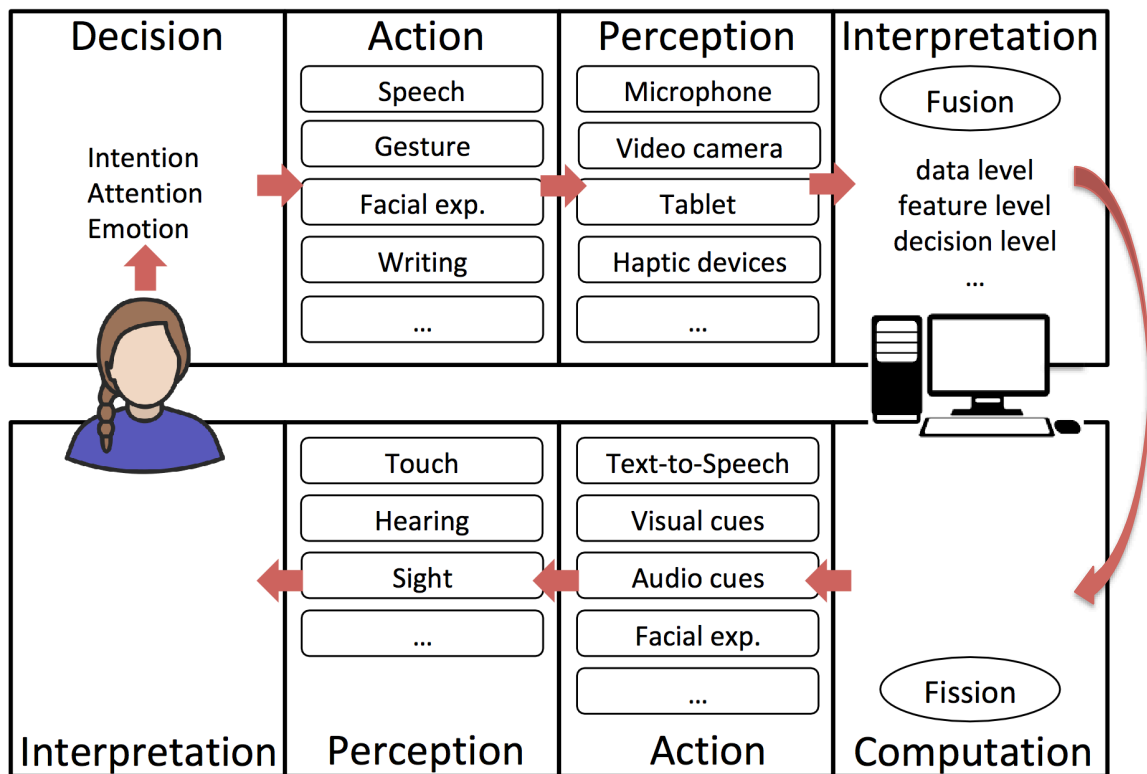 Decision
Intention
Attention
Emotion
Action
Speech
Gesture
Facial exp.
Writing
...
Perception
Microphone
Video camera
Tablet
Haptic devices
...
Interpretation
Fusion
data level
feature level
decision level
...
Interpretation
Touch
Hearing
Sight
...
Perception
Text-to-Speech
Visual cues
Audio cues
Facial exp.
...
Action
Fission
Computation